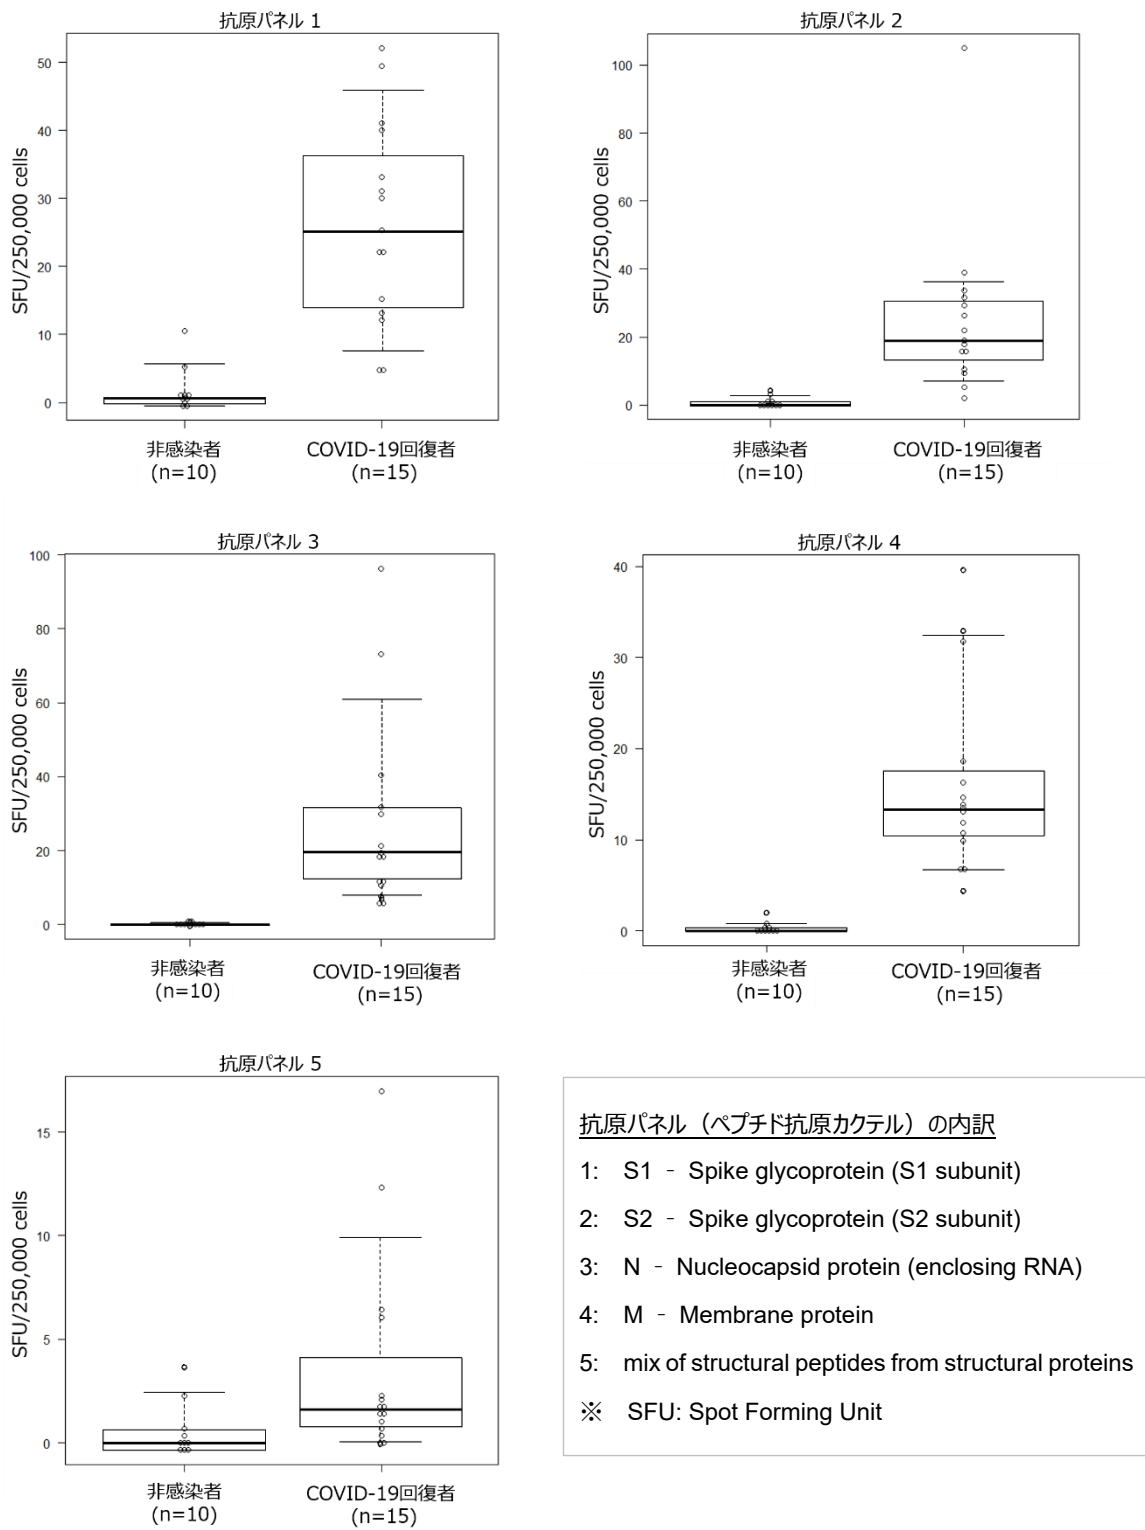 抗原パネル 1
50
40
30
20
10
0
SFU/250,000 cells
非感染者
(n=10)
COVID-19回復者
(n=15)
抗原パネル 2
100
80
60
40
20
0
SFU/250,000 cells
非感染者
(n=10)
COVID-19回復者
(n=15)
抗原パネル 3
100
80
60
40
20
0
SFU/250,000 cells
非感染者
(n=10)
COVID-19回復者
(n=15)
抗原パネル 4
40
30
20
10
0
SFU/250,000 cells
非感染者
(n=10)
COVID-19回復者
(n=15)
抗原パネル 5
15
10
5
0
SFU/250,000 cells
非感染者
(n=10)
COVID-19回復者
(n=15)
抗原パネル（ペプチド抗原カクテル）の内訳
1: S1 - Spike glycoprotein (S1 subunit)
2: S2 - Spike glycoprotein (S2 subunit)
3: N - Nucleocapsid protein (enclosing RNA)
4: M - Membrane protein
5: mix of structural peptides from structural proteins
※ SFU: Spot Forming Unit